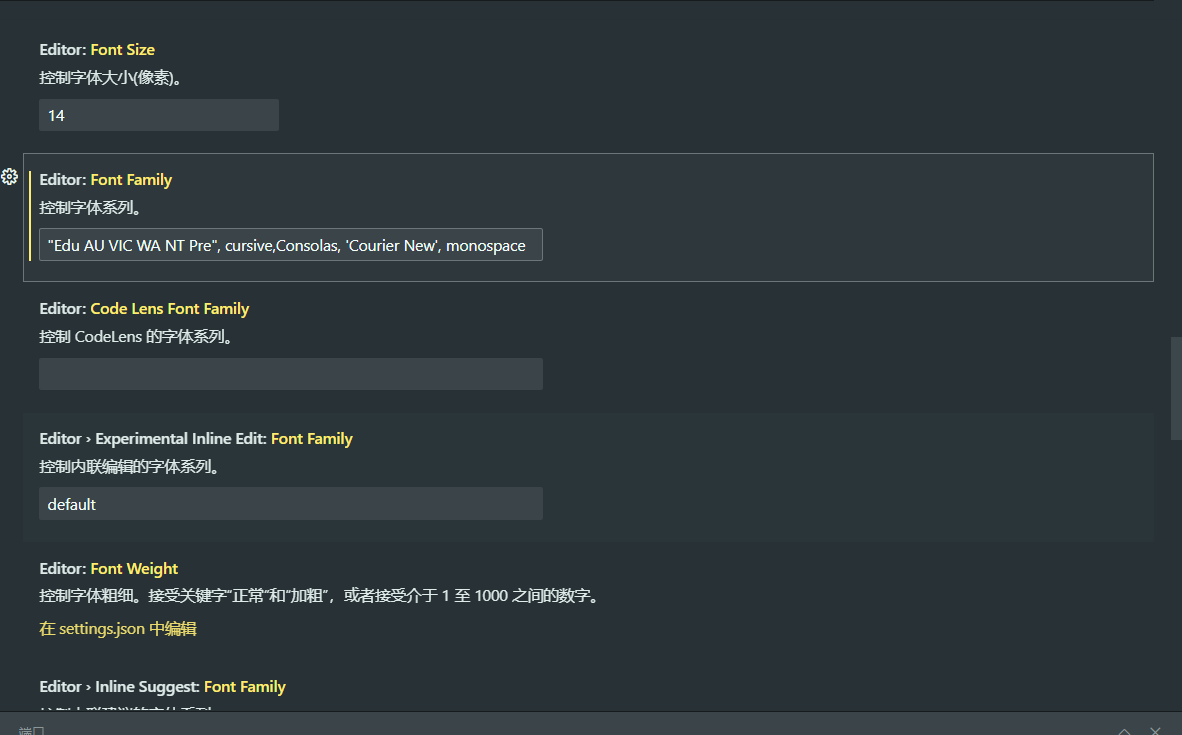 Editor: Font Size
控制字体大小(像素)。
14
Editor: Font Family
控制字体系列。
"Edu AU VIC WA NT Pre", cursive,Consolas, 'Courier New', monospace
Editor: Code Lens Font Family
控制 CodeLens 的字体系列。
Editor › Experimental Inline Edit: Font Family
控制内联编辑的字体系列。
default
Editor: Font Weight
控制字体粗细。接受关键字“正常”和“加粗”，或者接受介于 1 至 1000 之间的数字。
在 settings.json 中编辑
Editor › Inline Suggest: Font Family
端口